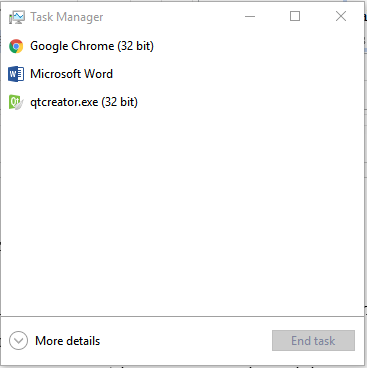 Task Manager
Google Chrome (32 bit)
Microsoft Word
qtcreator.exe (32 bit)
More details
End task